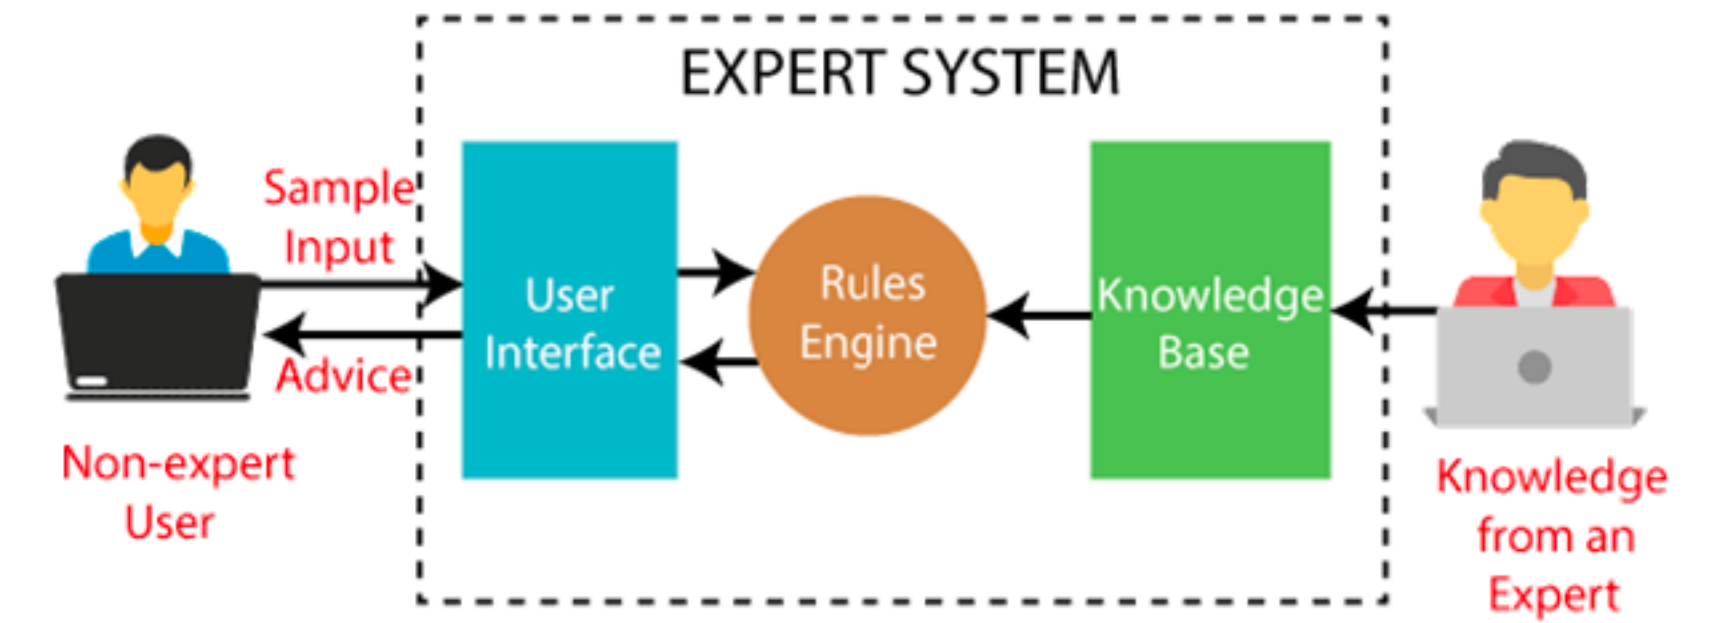 EXPERT SYSTEM
Sample
Input
Advice
Non-expert
User
User
Interface
Rules
Engine
Knowledge
Base
Knowledge
from an
Expert